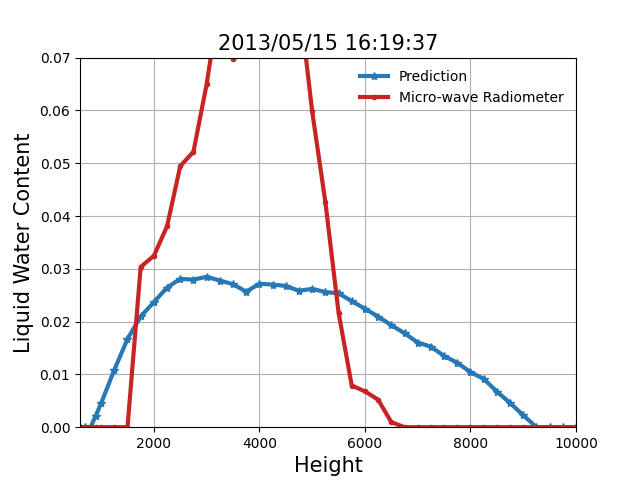 2013/05/15 16:19:37
Prediction
Micro-wave Radiometer
Liquid Water Content
0.07
0.06
0.05
0.04
0.03
0.02
0.01
0.00
2000 4000 6000 8000 10000
Height